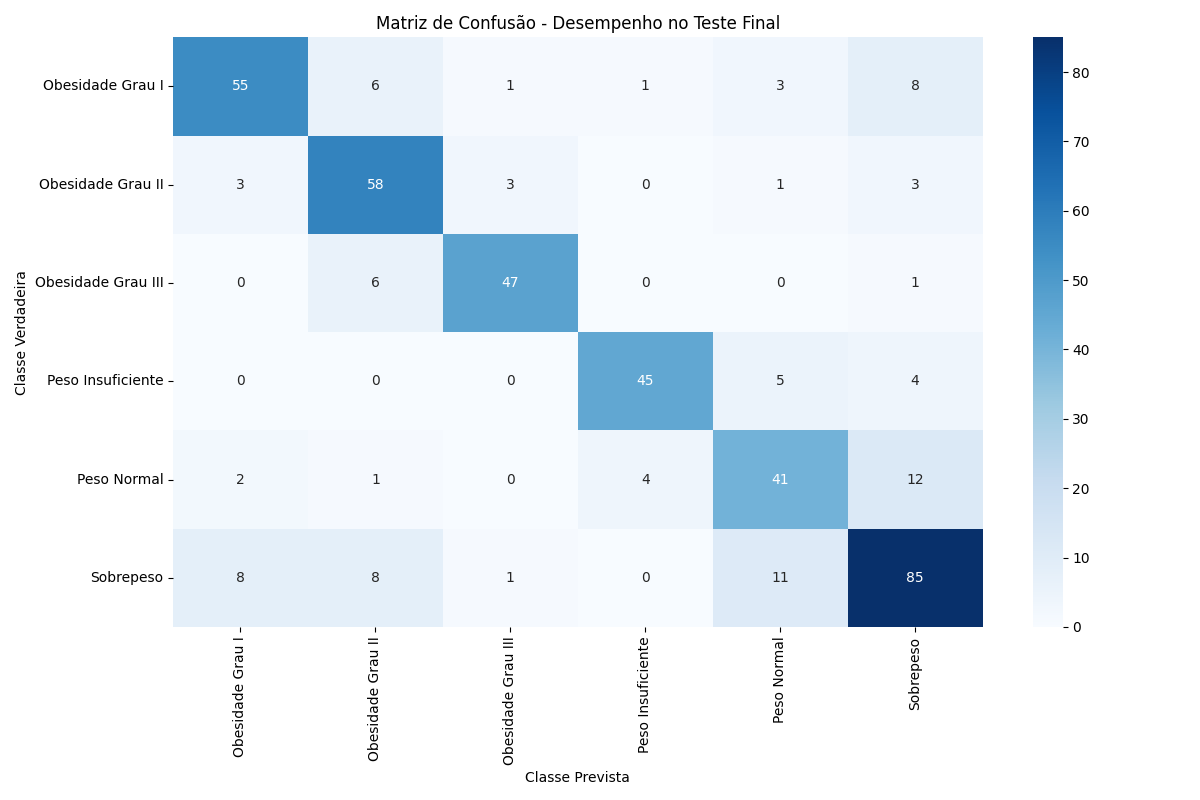 Matriz de Confusão - Desempenho no Teste Final
Classe Verdadeira
Obesidade Grau I 55 6 1 1 3 8
Obesidade Grau II 3 58 3 0 1 3
Obesidade Grau III 0 6 47 0 0 1
Peso Insuficiente 0 0 0 45 5 4
Peso Normal 2 1 0 4 41 12
Sobrepeso 8 8 1 0 11 85
Obesidade Grau I
Obesidade Grau II
Obesidade Grau III
Peso Insuficiente
Peso Normal
Sobrepeso
Classe Prevista
80
70
60
50
40
30
20
10
0